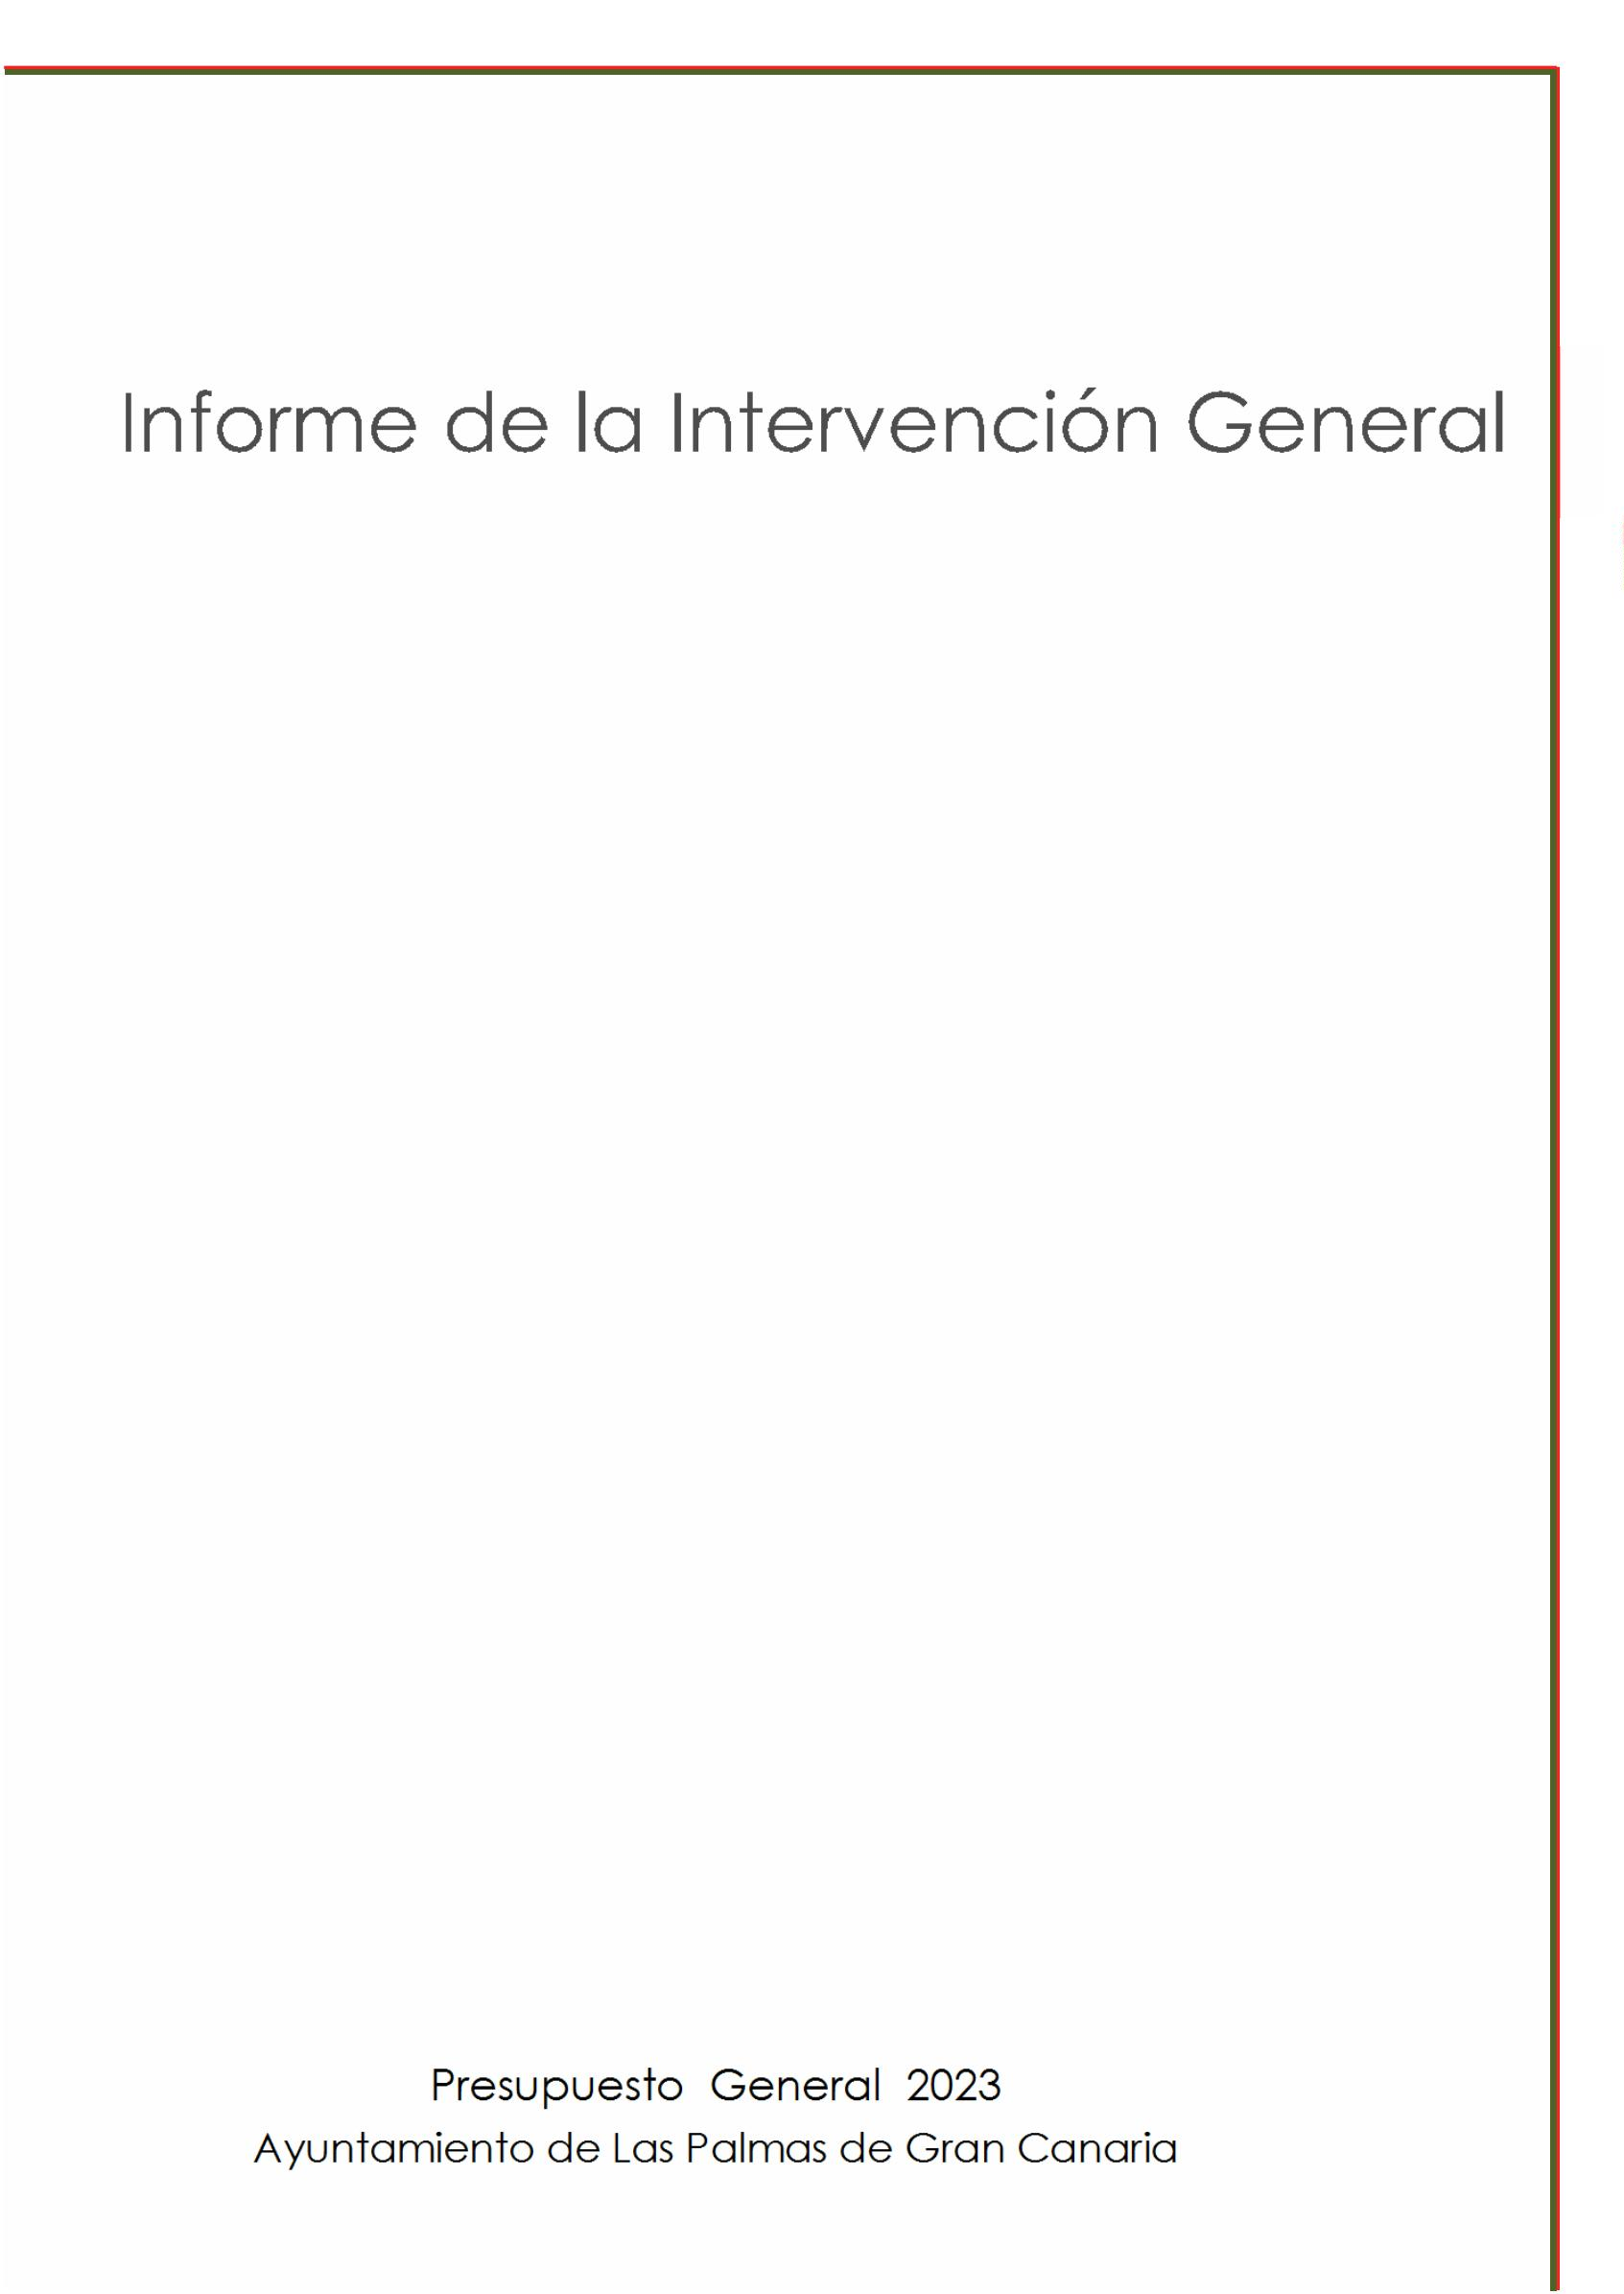 Informe de la Intervención General
Presupuesto General 2023
Ayuntamiento de Las Palmas de Gran Canaria